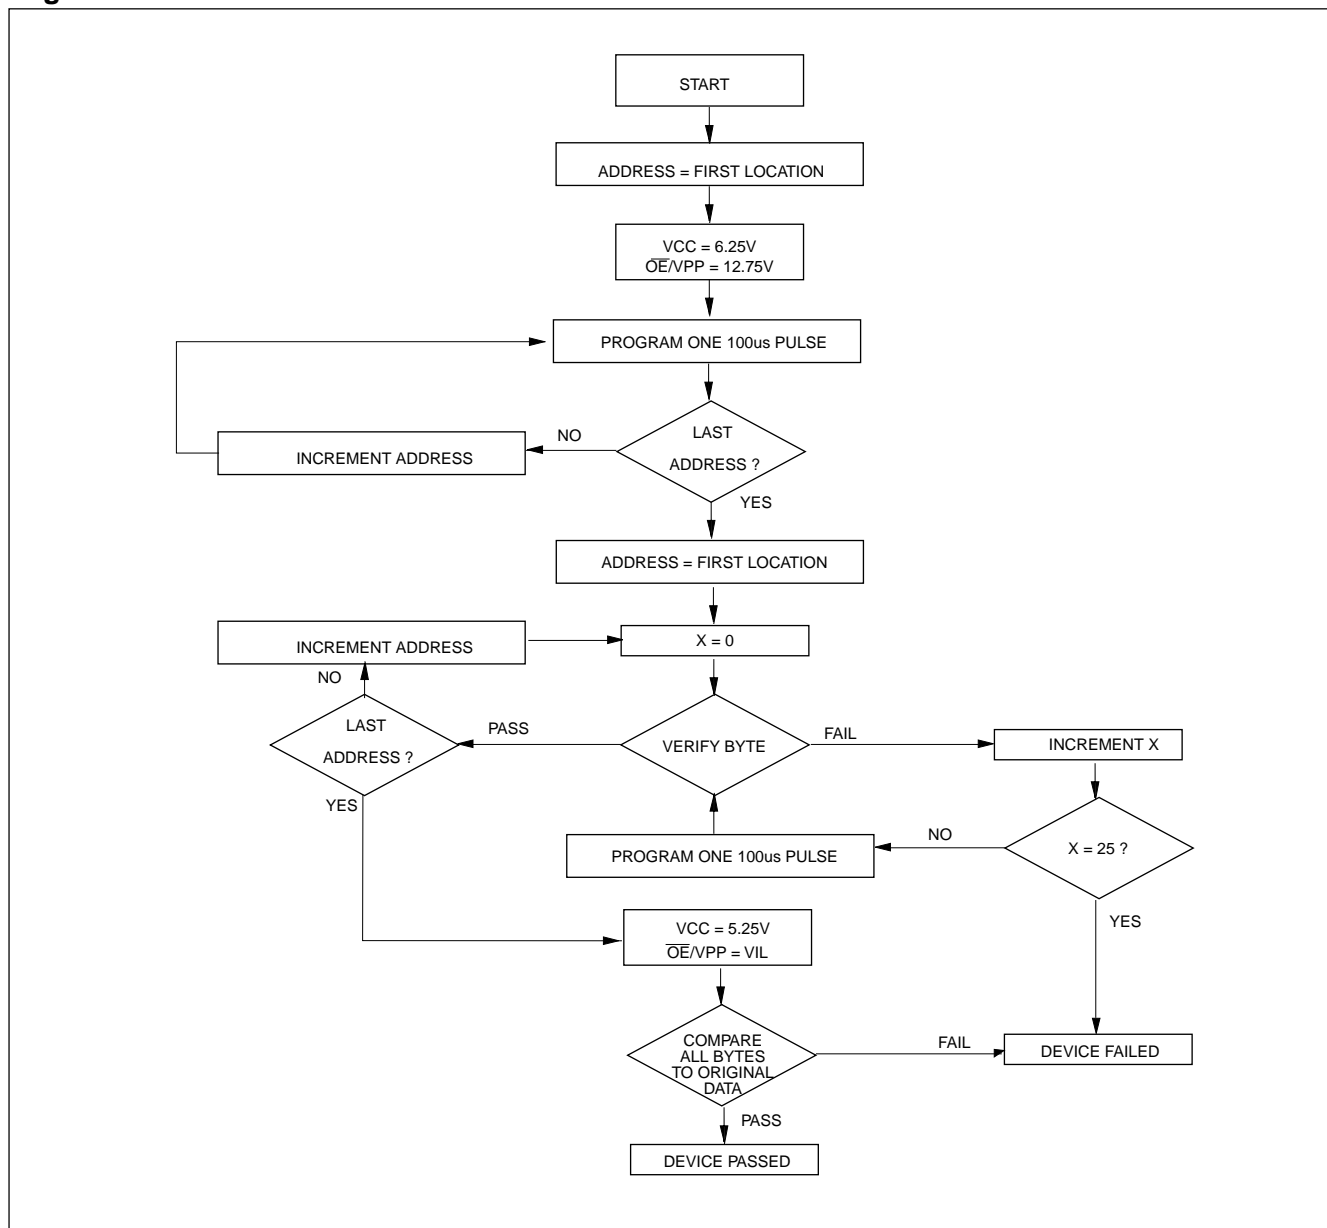 START
ADDRESS = FIRST LOCATION
VCC = 6.25V
O̅E̅/VPP = 12.75V
PROGRAM ONE 100us PULSE
NO
LAST
ADDRESS ?
INCREMENT ADDRESS
YES
ADDRESS = FIRST LOCATION
INCREMENT ADDRESS
X = 0
NO
LAST
ADDRESS ?
PASS
VERIFY BYTE
FAIL
INCREMENT X
YES
PROGRAM ONE 100us PULSE
NO
X = 25 ?
VCC = 5.25V
O̅E̅/VPP = VIL
YES
COMPARE
ALL BYTES
TO ORIGINAL
DATA
FAIL
DEVICE FAILED
PASS
DEVICE PASSED